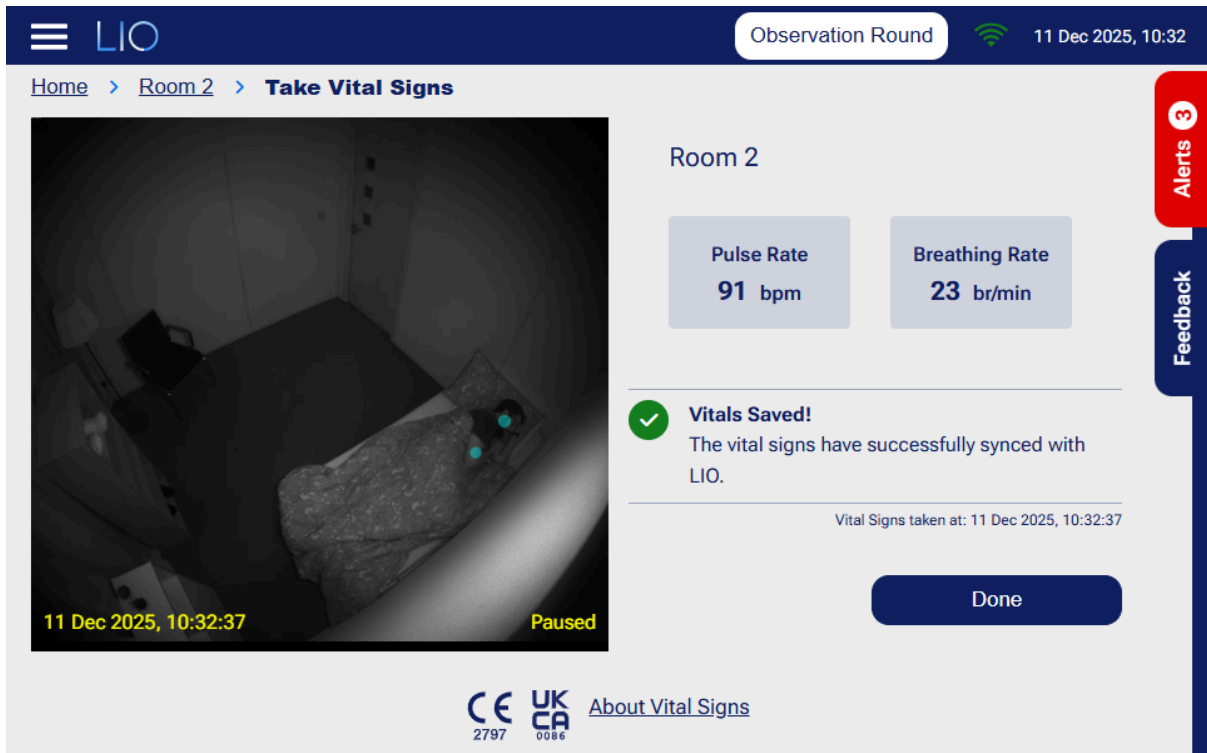 LIO
Observation Round
11 Dec 2025, 10:32
Home > Room 2 > Take Vital Signs
Alerts 3
Feedback
Room 2
Pulse Rate
91 bpm
Breathing Rate
23 br/min
Vitals Saved!
The vital signs have successfully synced with
LIO.
Vital Signs taken at: 11 Dec 2025, 10:32:37
Done
11 Dec 2025, 10:32:37
Paused
CE
2797
UK
CA
0086
About Vital Signs